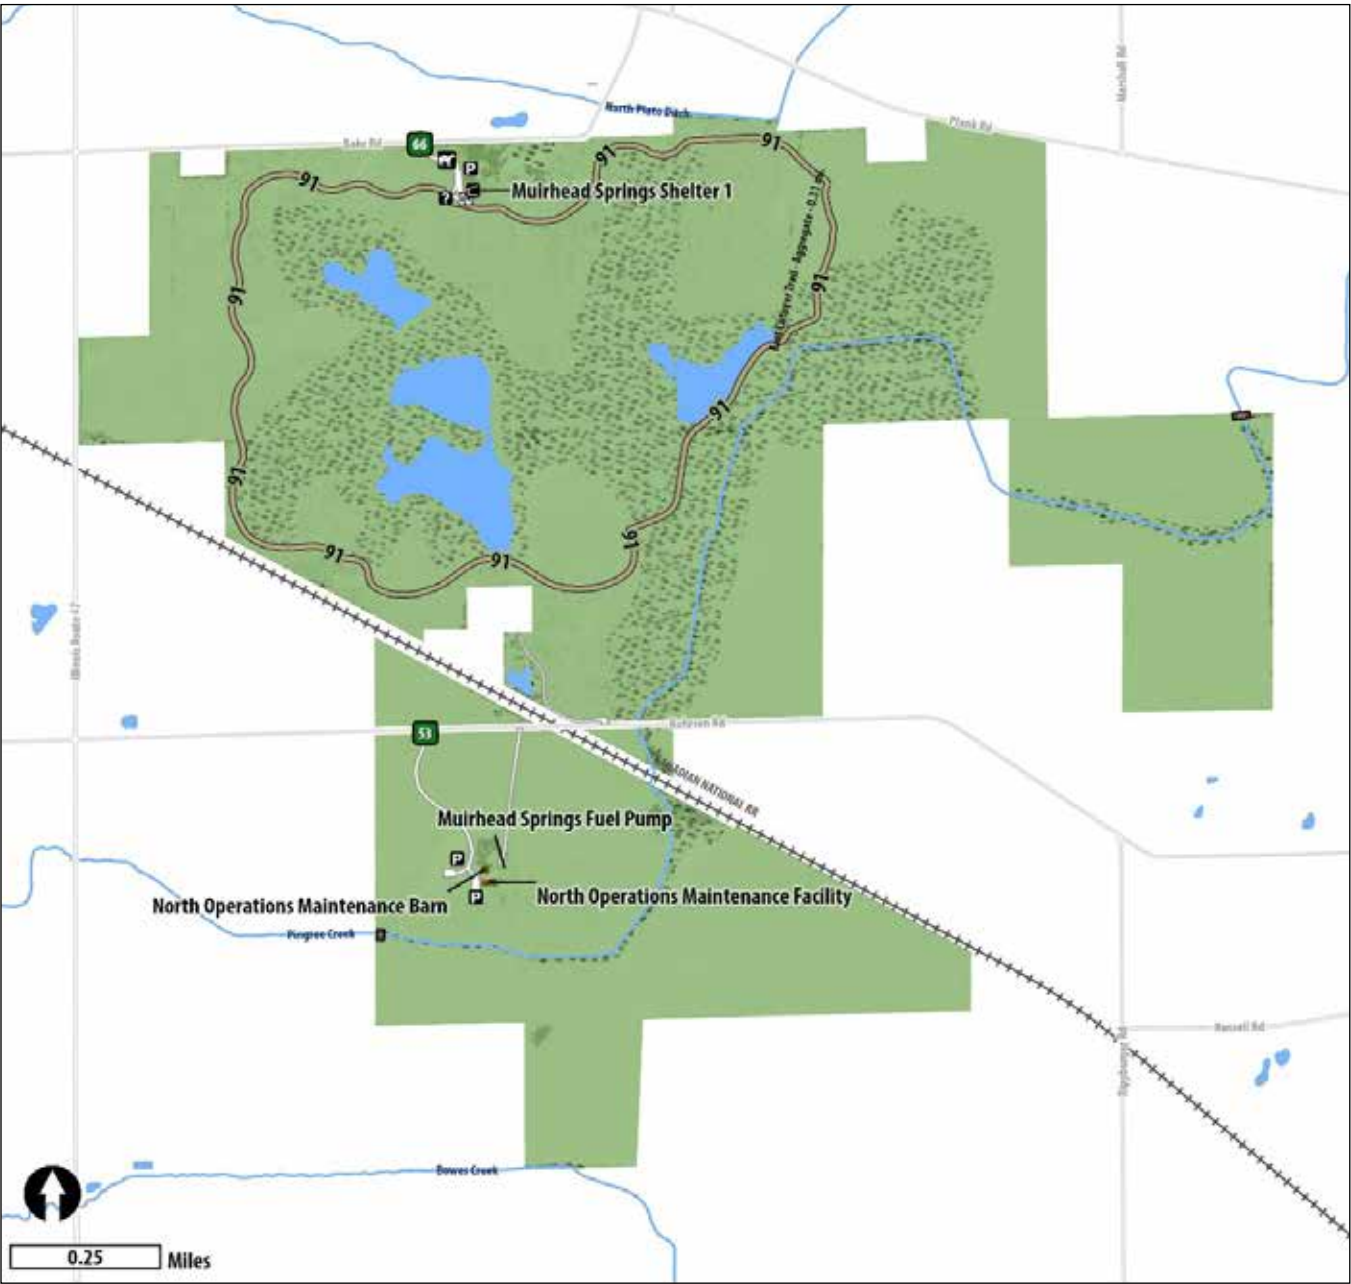 Marshall Rd
North Plato Ditch
Plank Rd
Rohr Rd
66
P
?
Muirhead Springs Shelter 1
91
91
91
91
91
91
91
91
91
91
91
Trail - Aggregate - 0.31 mi
Illinois Route 47
53
Rohrsen Rd
CANADIAN NATIONAL RR
Muirhead Springs Fuel Pump
P
North Operations Maintenance Facility
P
North Operations Maintenance Barn
Pingree Creek
Russell Rd
Bowes Creek
0.25
Miles